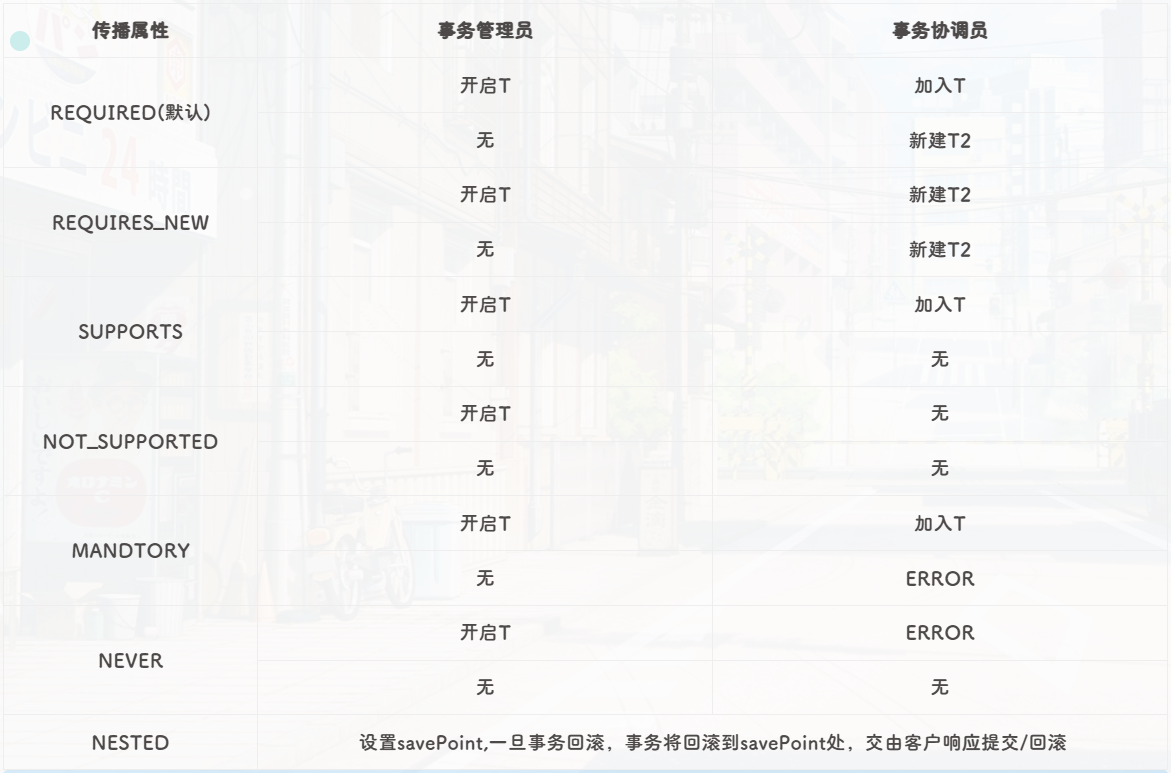 传播属性 事务管理员 事务协调员
REQUIRED(默认) 开启T 加入T
无 新建T2
REQUIRES_NEW 开启T 新建T2
无 新建T2
SUPPORTS 开启T 加入T
无 无
NOT_SUPPORTED 开启T 无
无 无
MANDTORY 开启T 加入T
无 ERROR
NEVER 开启T ERROR
无 无
NESTED 设置savePoint,一旦事务回滚，事务将回滚到savePoint处，交由客户响应提交/回滚